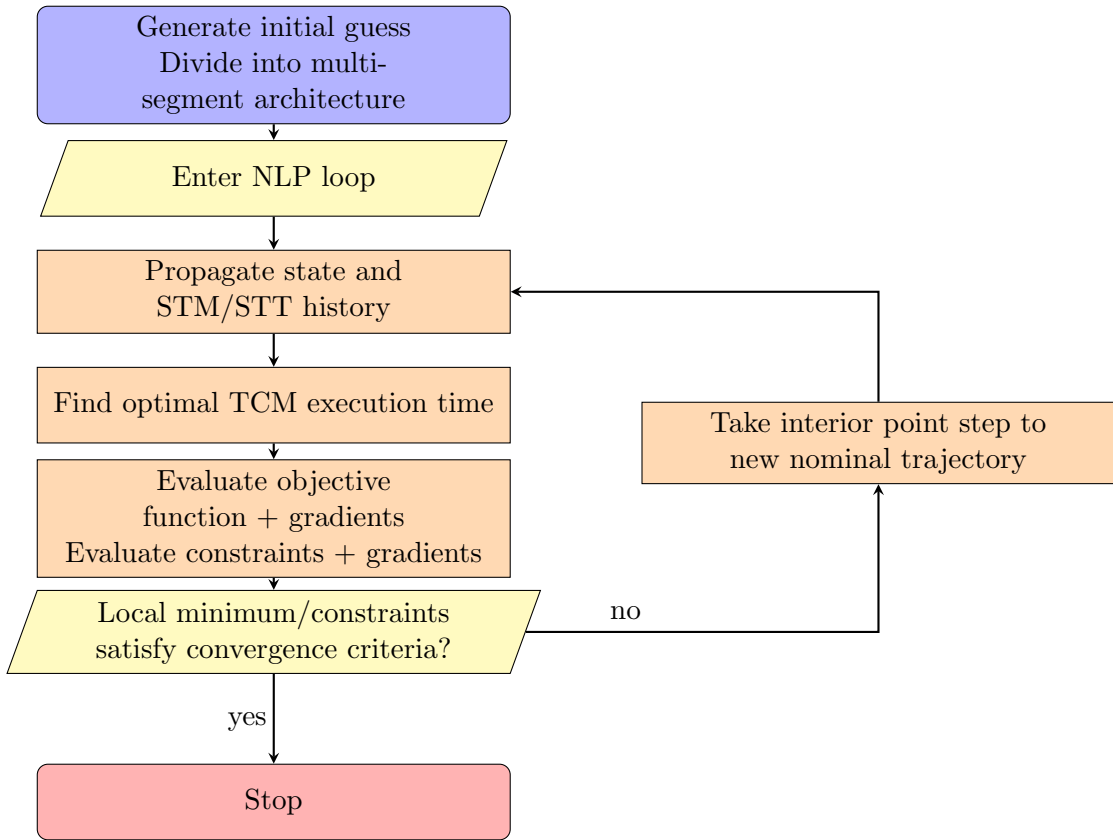 Generate initial guess
Divide into multi-
segment architecture
Enter NLP loop
Propagate state and
STM/STT history
Find optimal TCM execution time
Take interior point step to
new nominal trajectory
Evaluate objective
function + gradients
Evaluate constraints + gradients
Local minimum/constraints
satisfy convergence criteria?
no
yes
Stop